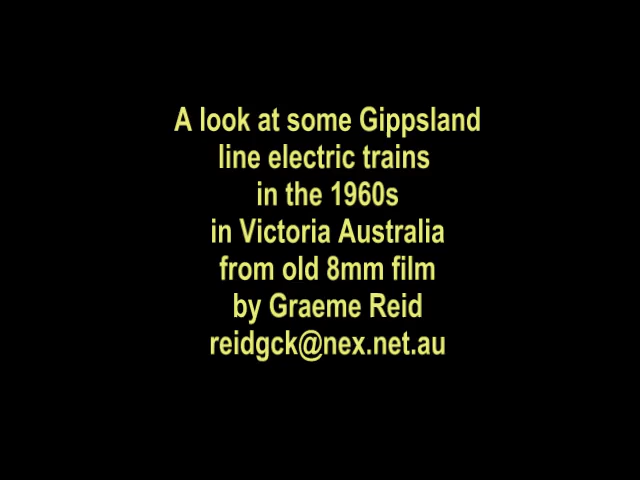 A look at some Gippsland
line electric trains
in the 1960s
in Victoria Australia
from old 8mm film
by Graeme Reid
reidgck@nex.net.au